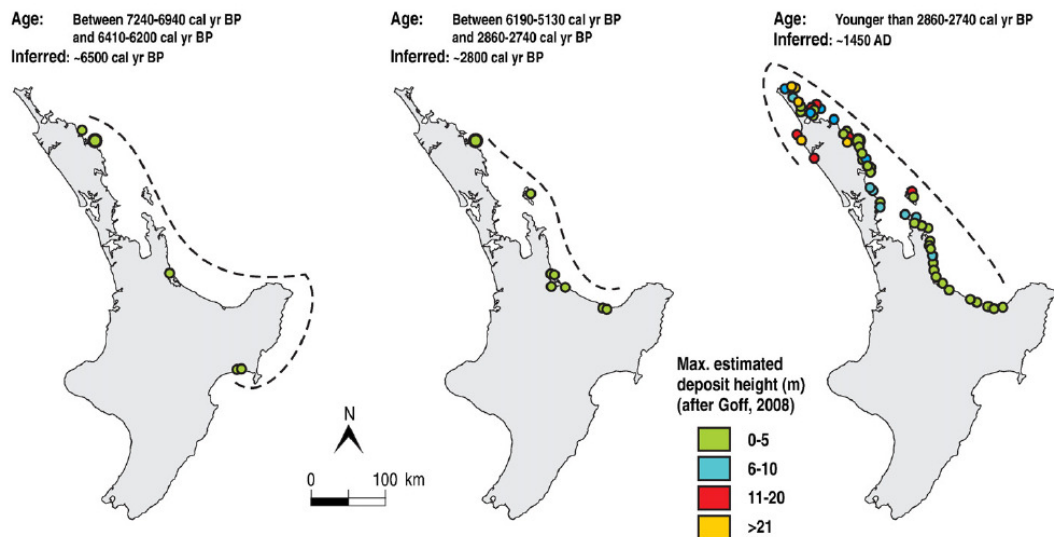 Age: Between 7240-6940 cal yr BP
and 6410-6200 cal yr BP
Inferred: ~6500 cal yr BP
Age: Between 6190-5130 cal yr BP
and 2860-2740 cal yr BP
Inferred: ~2800 cal yr BP
Age: Younger than 2860-2740 cal yr BP
Inferred: ~1450 AD
N
0 100 km
Max. estimated
deposit height (m)
(after Goff, 2008)
0-5
6-10
11-20
>21